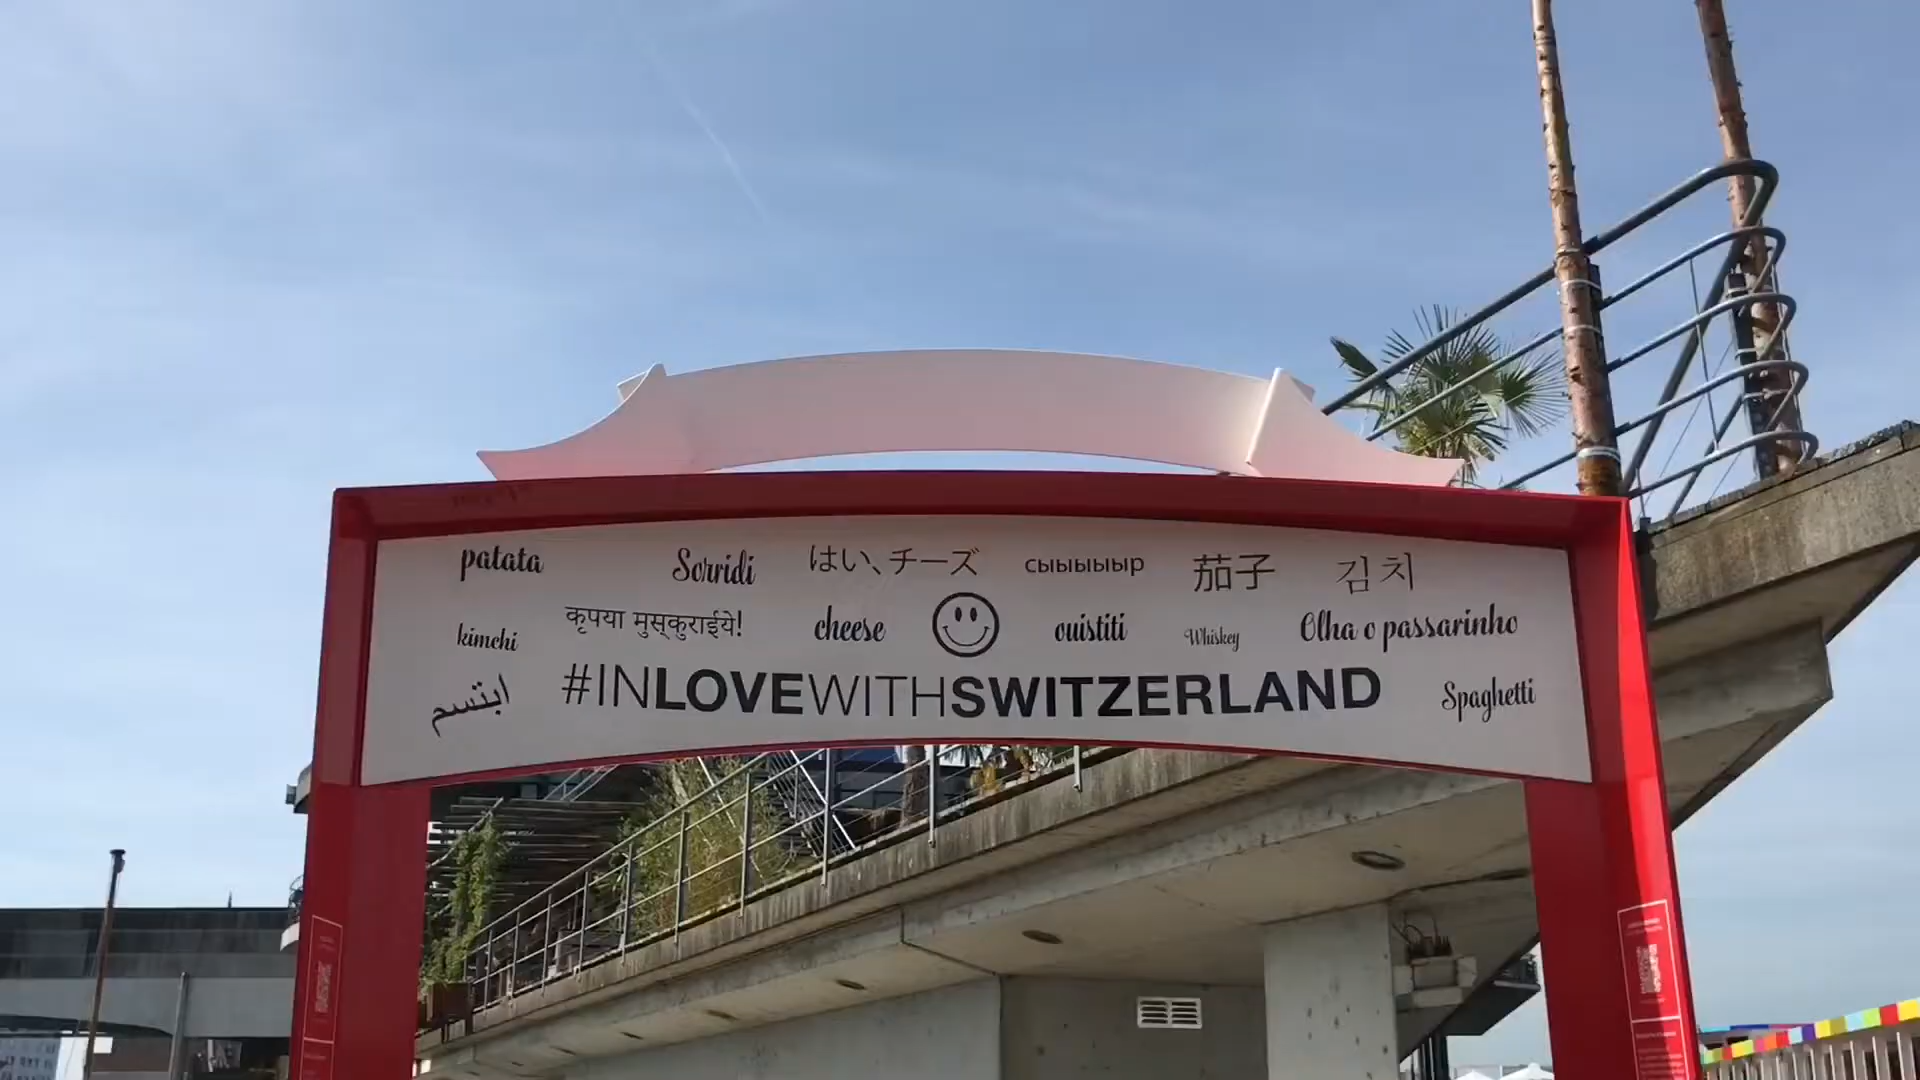 patata Sorridi はい、チーズ сыыыыыр 茄子 김치
kimchi कृपया मुस्कुराईये! cheese ouistiti Whiskey Olha o passarinho
ابتسم #INLOVEWITHSWITZERLAND Spaghetti